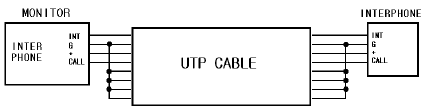 MONITOR
INTERPHONE
INTER
PHONE
INT
G
+
CALL
UTP CABLE
INT
G
+
CALL